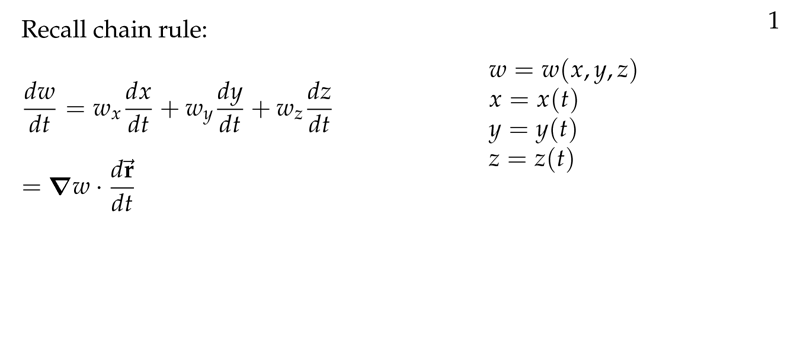 Recall chain rule:
1
dw/dt = w_x dx/dt + w_y dy/dt + w_z dz/dt
= ∇w · d𝐫⃗/dt
w = w(x, y, z)
x = x(t)
y = y(t)
z = z(t)